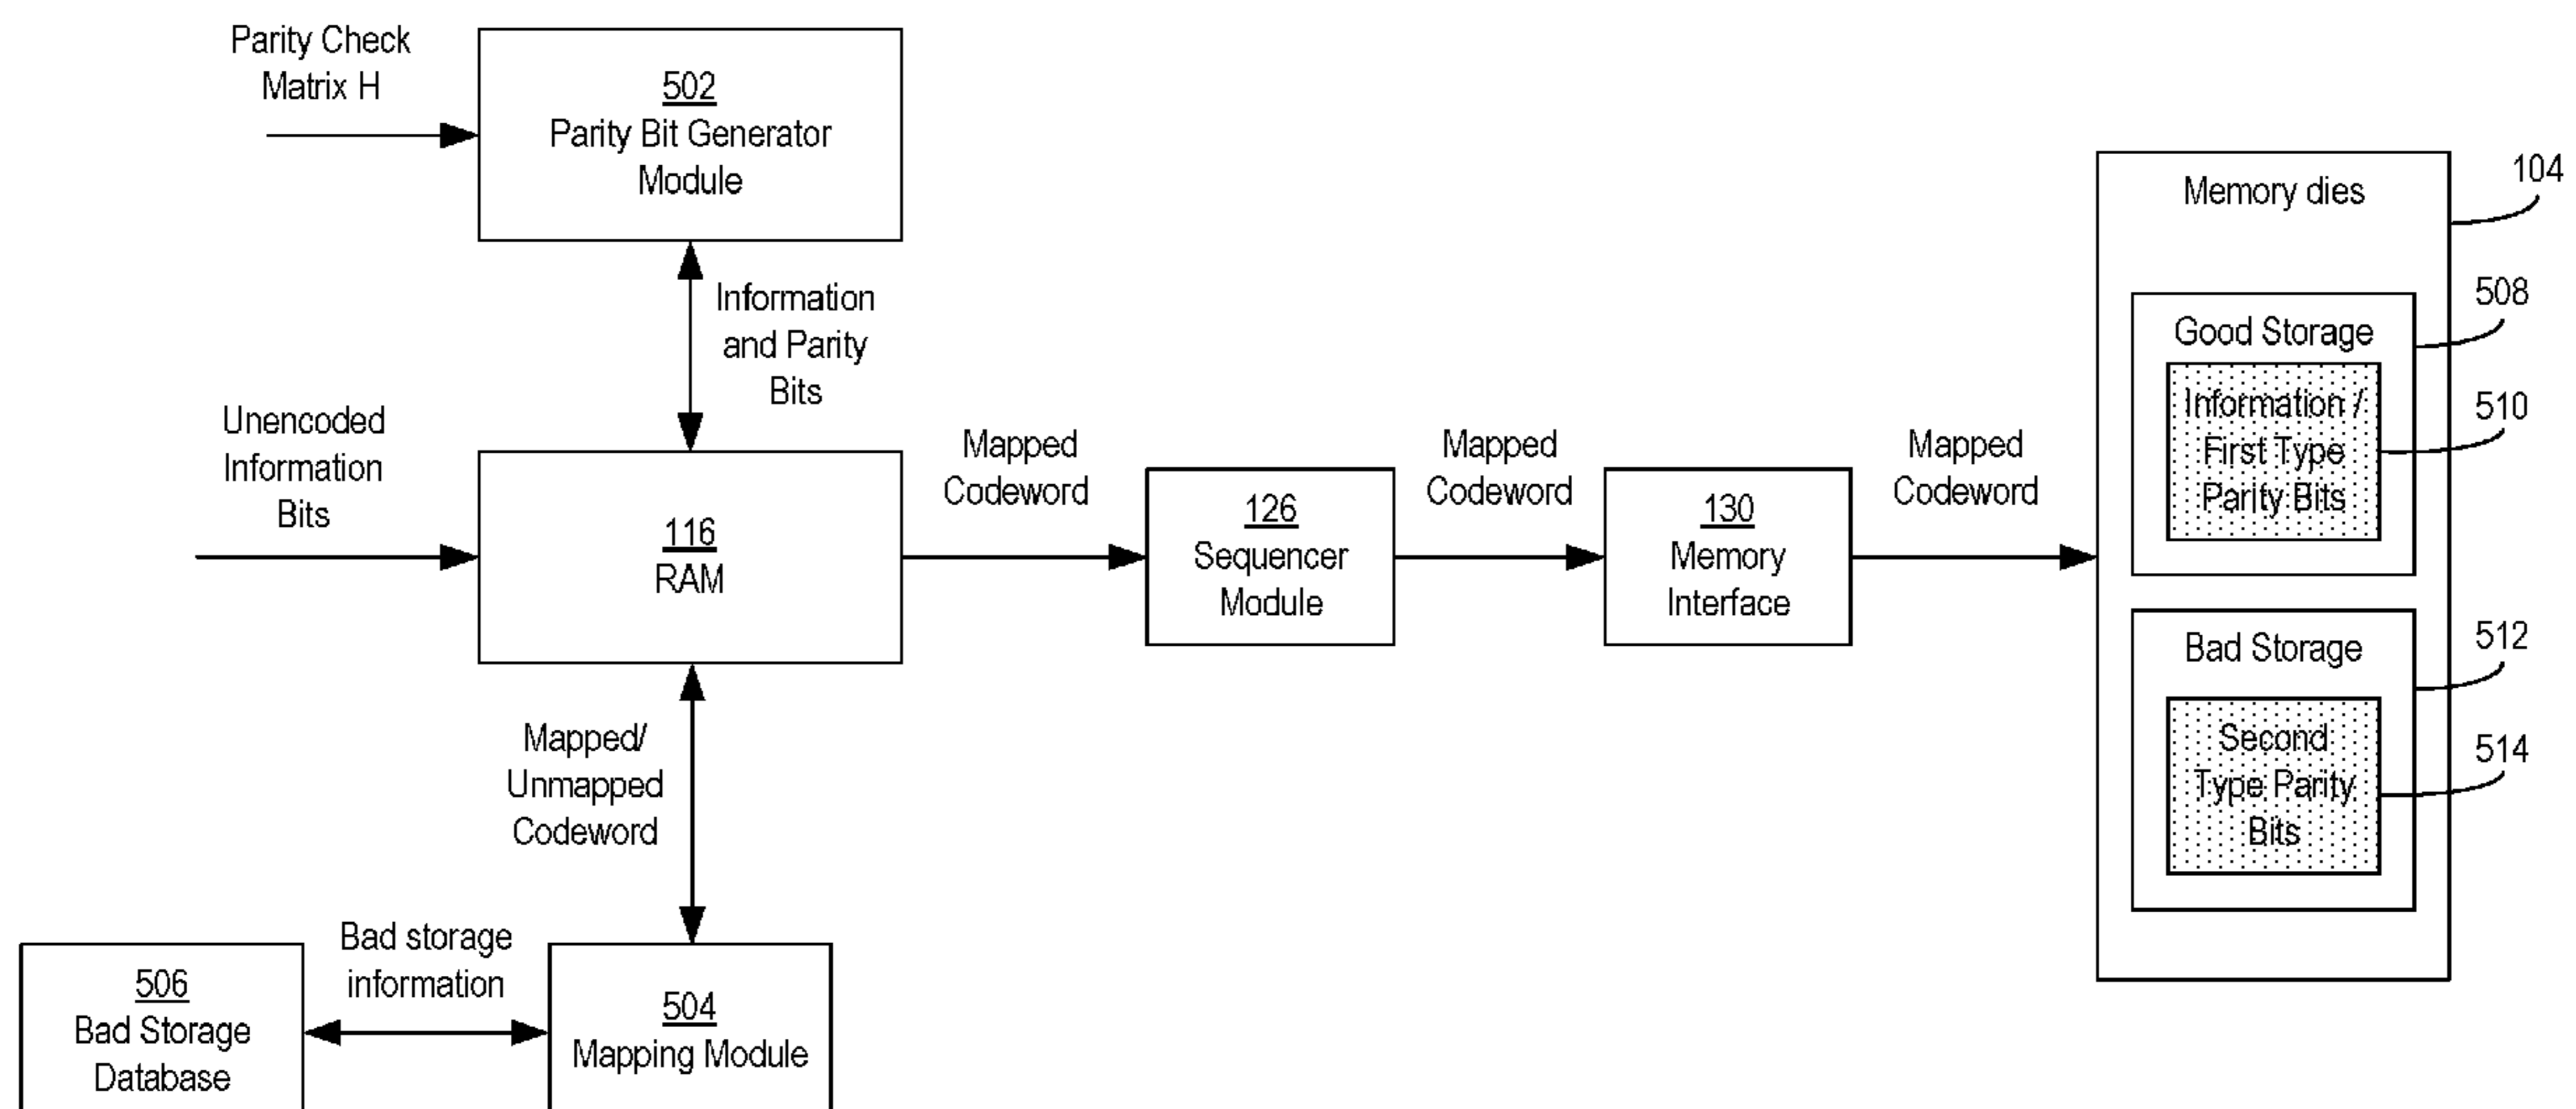 Parity Check
Matrix H
502
Parity Bit Generator
Module
Information
and Parity
Bits
Unencoded
Information
Bits
116
RAM
Mapped
Codeword
126
Sequencer
Module
Mapped
Codeword
130
Memory
Interface
Mapped
Codeword
Memory dies
104
Good Storage
508
Information /
First Type
Parity Bits
510
Bad Storage
512
Second
Type Parity
Bits
514
Mapped/
Unmapped
Codeword
506
Bad Storage
Database
Bad storage
information
504
Mapping Module